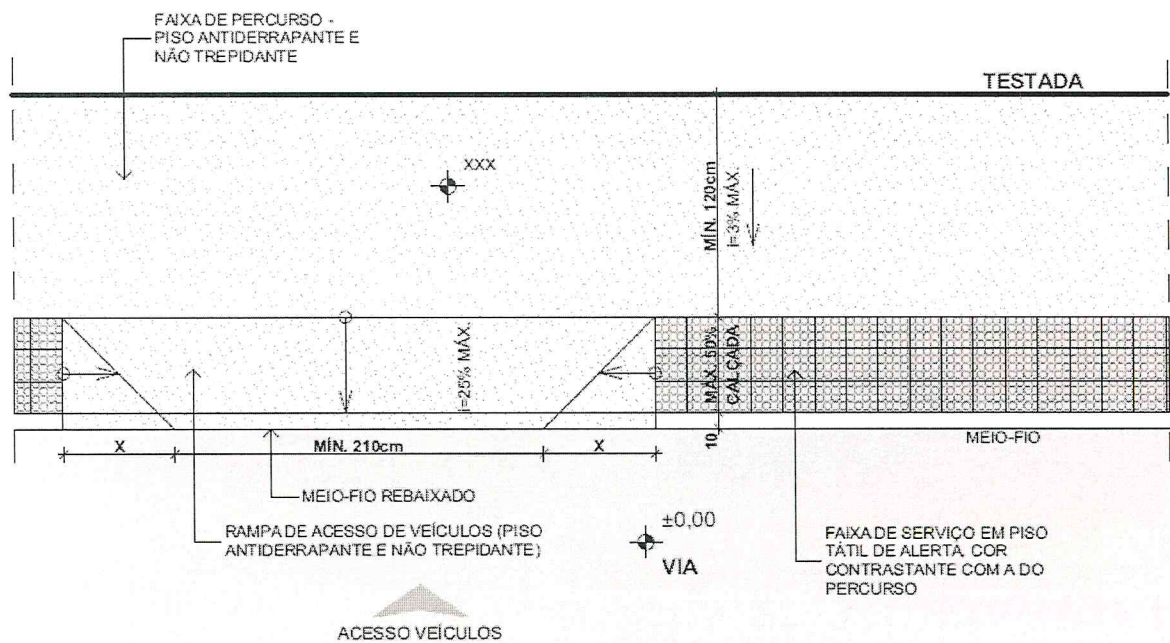 FAIXA DE PERCURSO -
PISO ANTIDERRAPANTE E
NÃO TREPIDANTE
TESTADA
XXX
MÍN. 120cm
i=3% MÁX.
i=25% MÁX.
MÁX. 50%
CALÇADA
10
X
MÍN. 210cm
X
MEIO-FIO
MEIO-FIO REBAIXADO
RAMPA DE ACESSO DE VEÍCULOS (PISO
ANTIDERRAPANTE E NÃO TREPIDANTE)
±0,00
VIA
FAIXA DE SERVIÇO EM PISO
TÁTIL DE ALERTA, COR
CONTRASTANTE COM A DO
PERCURSO
ACESSO VEÍCULOS